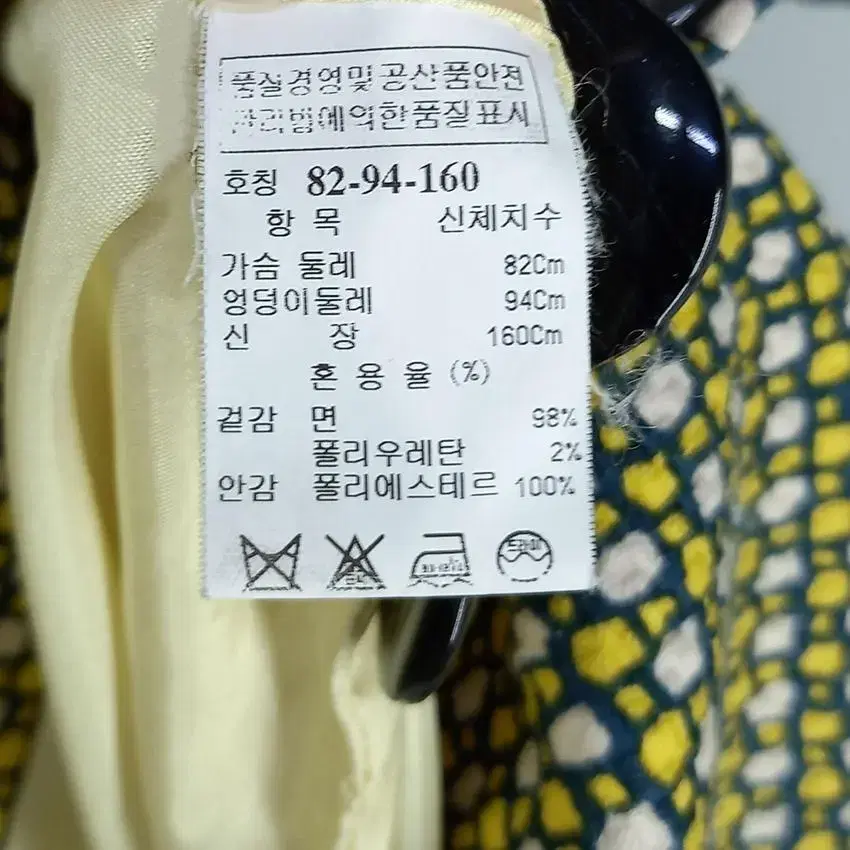 품질경영및공산품안전
관리법에의한품질표시
호칭 82-94-160
항 목 신체치수
가슴 둘레 82Cm
엉덩이둘레 94Cm
신 장 160Cm
혼 용 율 (%)
겉감 면 98%
폴리우레탄 2%
안감 폴리에스테르 100%
드라이